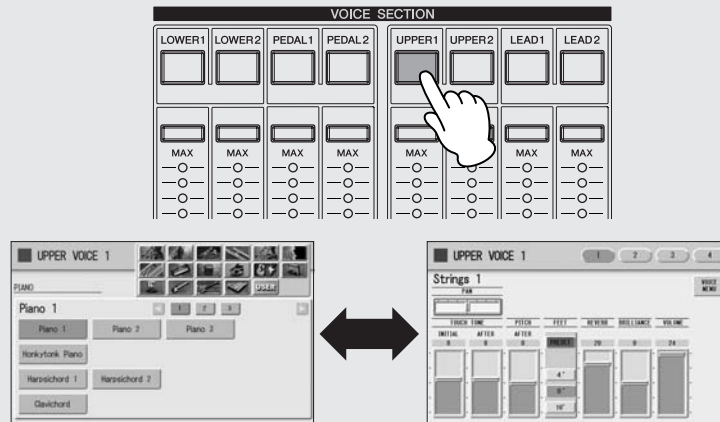 VOICE SECTION
LOWER1 LOWER2 PEDAL1 PEDAL2 UPPER1 UPPER2 LEAD1 LEAD2
MAX MAX MAX MAX MAX MAX MAX MAX
UPPER VOICE 1
USER
PIANO
Piano 1 1 2 3
Piano 1 Piano 2 Piano 3
Honkytonk Piano
Harpsichord 1 Harpsichord 2
Clavichord
UPPER VOICE 1 1 2 3 4
Strings 1
VOICE
MENU
PAN
TOUCH TONE PITCH FEET REVERB BRILLIANCE VOLUME
INITIAL AFTER AFTER
PRESET
4'
8'
16'
20 0 24